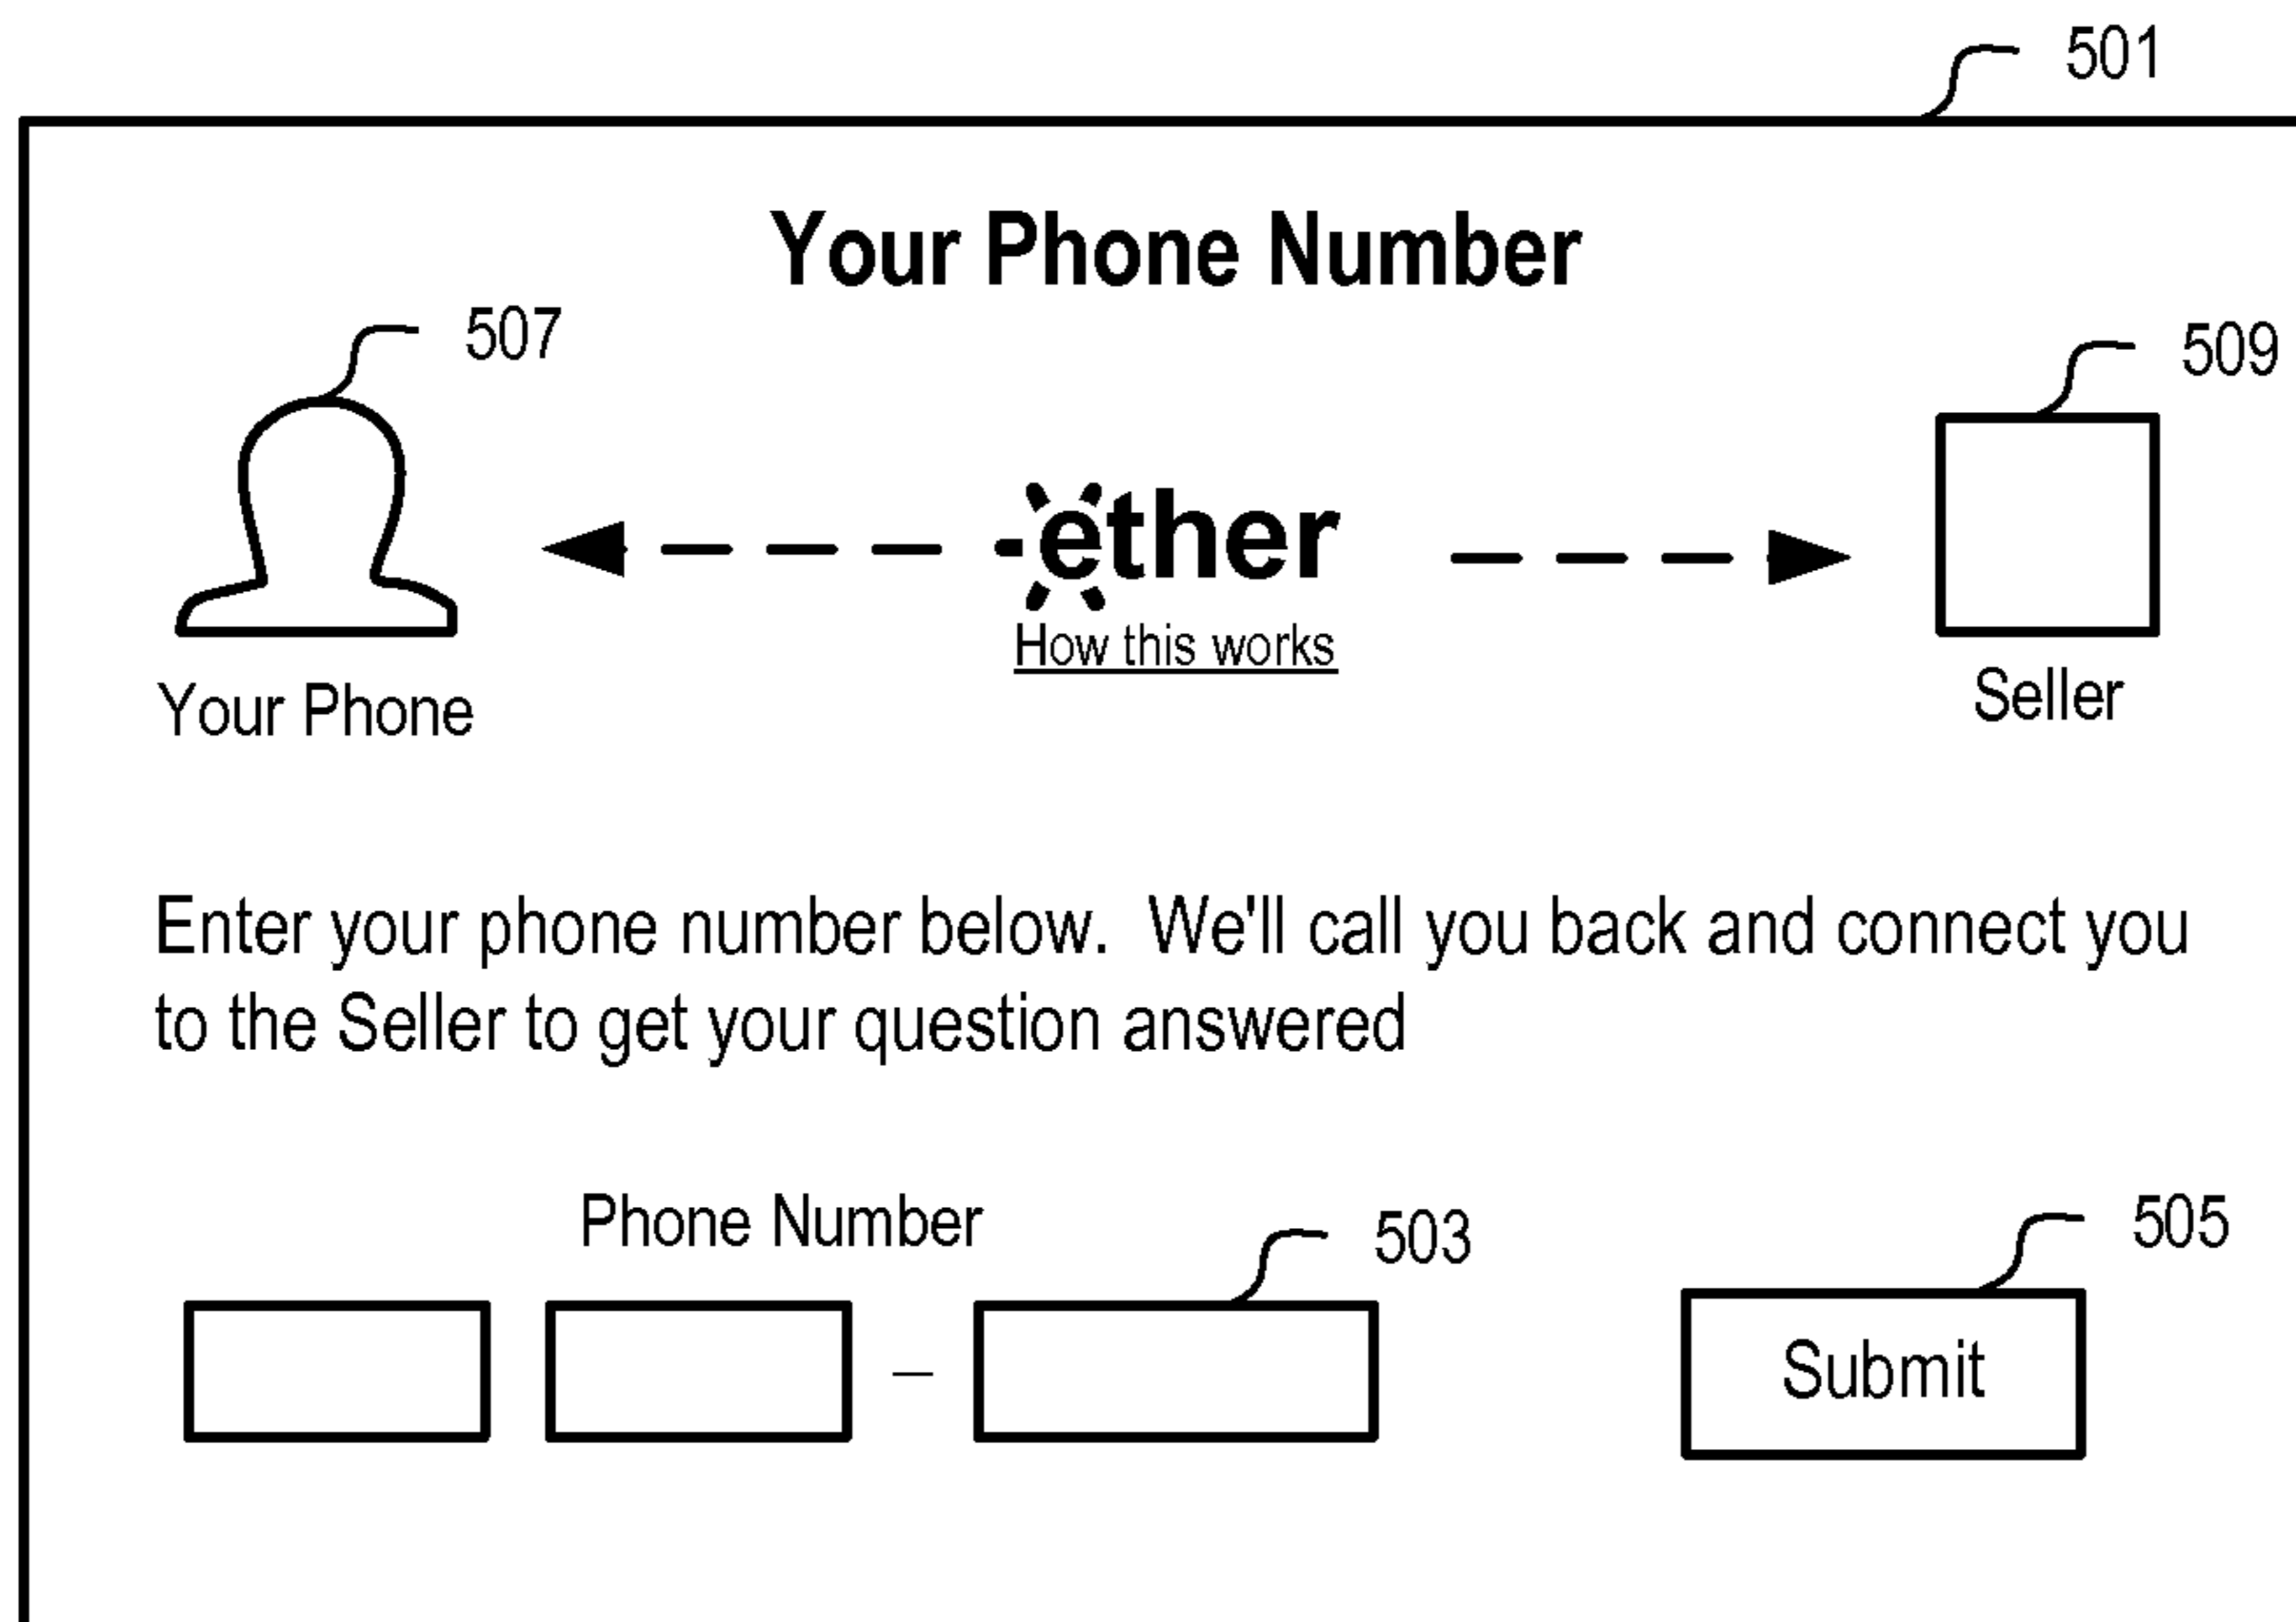 501
Your Phone Number
507
509
ether
How this works
Your Phone
Seller
Enter your phone number below.  We'll call you back and connect you
to the Seller to get your question answered
Phone Number
503
505
–
Submit